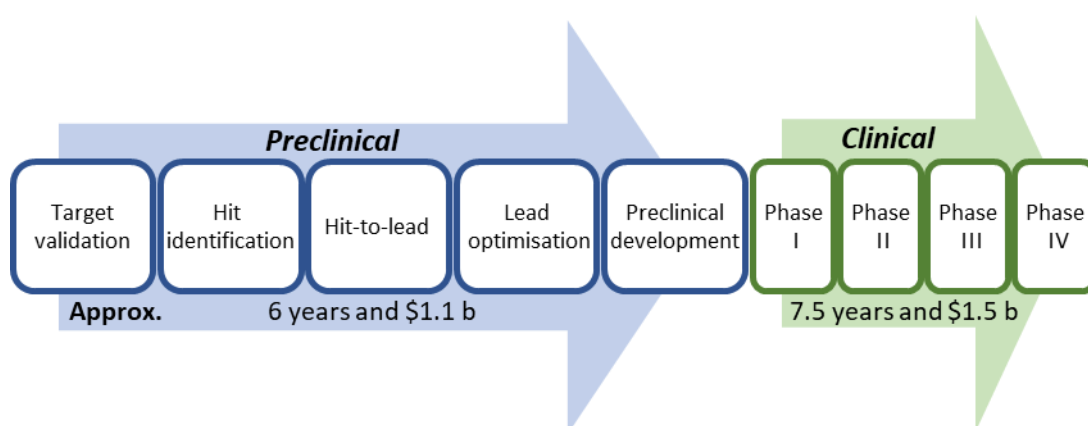 Preclinical
Clinical
Target
validation
Hit
identification
Hit-to-lead
Lead
optimisation
Preclinical
development
Phase
I
Phase
II
Phase
III
Phase
IV
Approx.
6 years and $1.1 b
7.5 years and $1.5 b